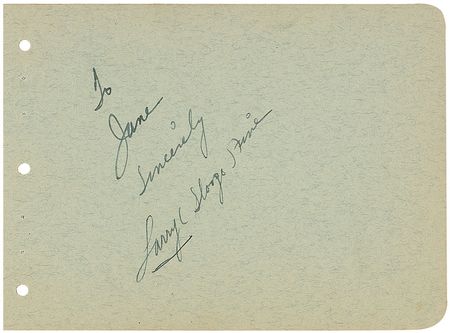 To
Jane
Sincerely
Larry (Stooge) Fine